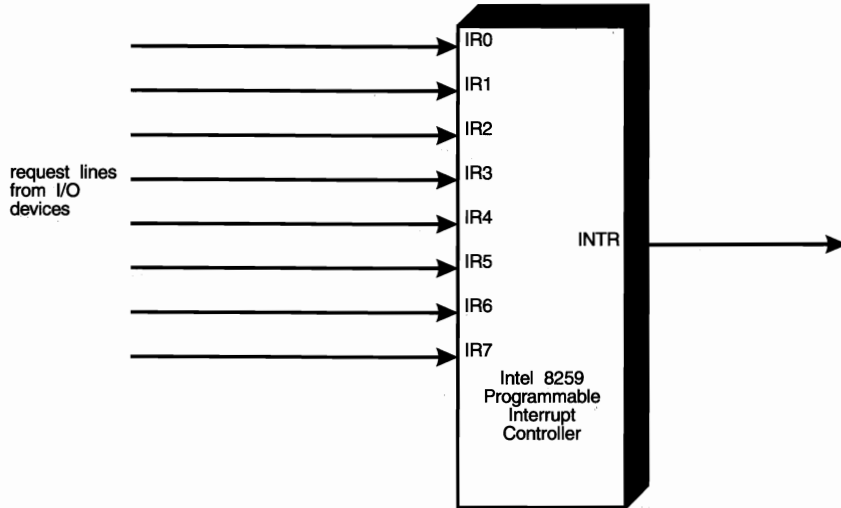 IR0
IR1
IR2
request lines
from I/O
devices
IR3
IR4
INTR
IR5
IR6
IR7
Intel 8259
Programmable
Interrupt
Controller